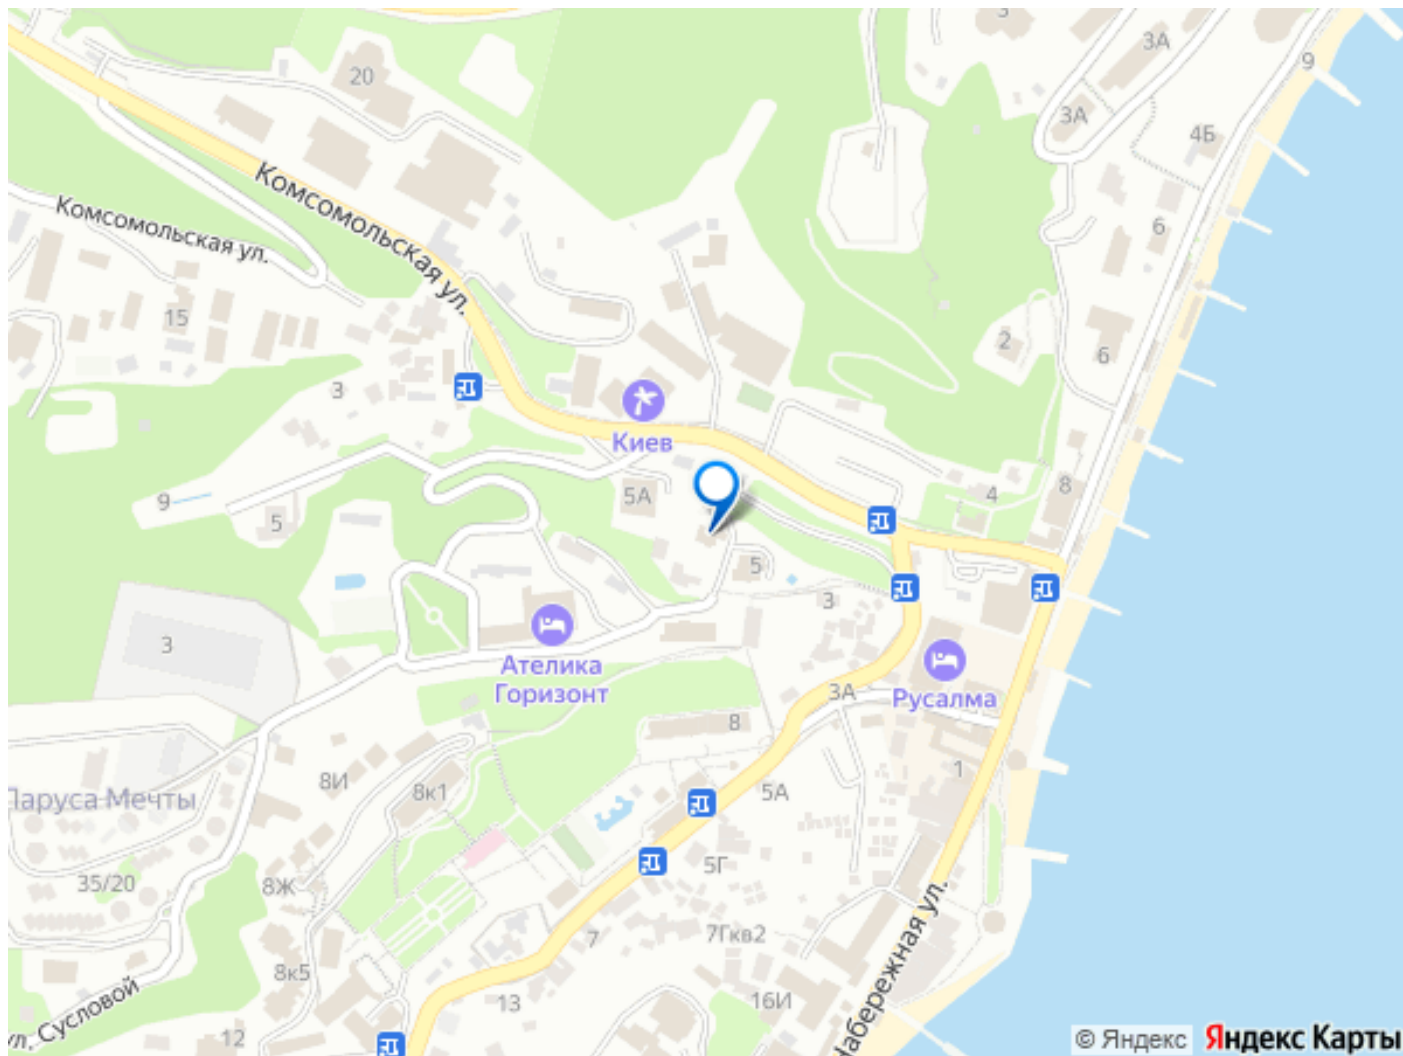 3
3А
9
20
3А
4Б
Комсомольская ул.
Комсомольская ул.
6
15
2
6
3
Киев
8
9
5А
4
5
5
3
3
Ателика
Горизонт
3А
Русалма
8
8И
8к1
5А
1
Паруса Мечты
5Г
35/20
8Ж
7
7Гкв2
Набережная ул.
8к5
13
16И
ул. Сусловой
12
© Яндекс
Яндекс Карты